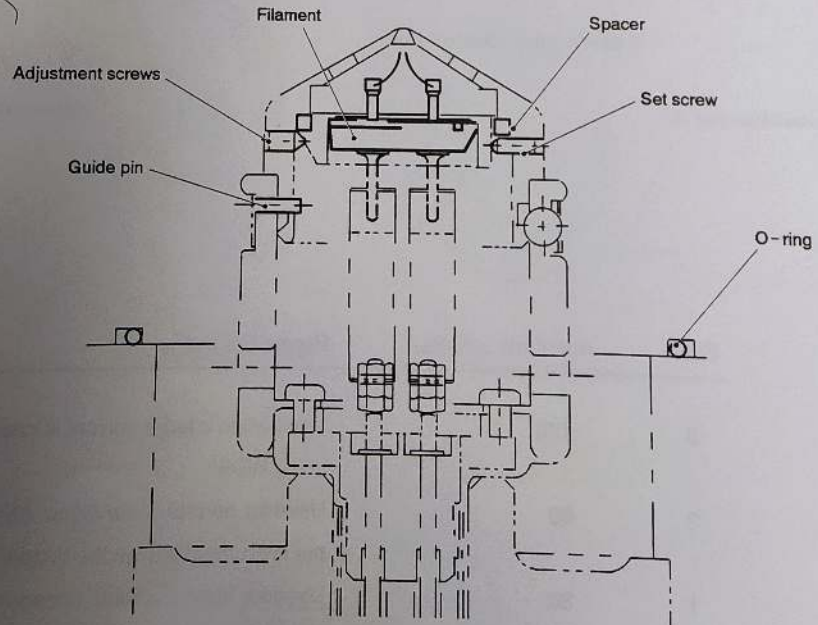 Filament
Spacer
Adjustment screws
Set screw
Guide pin
O-ring